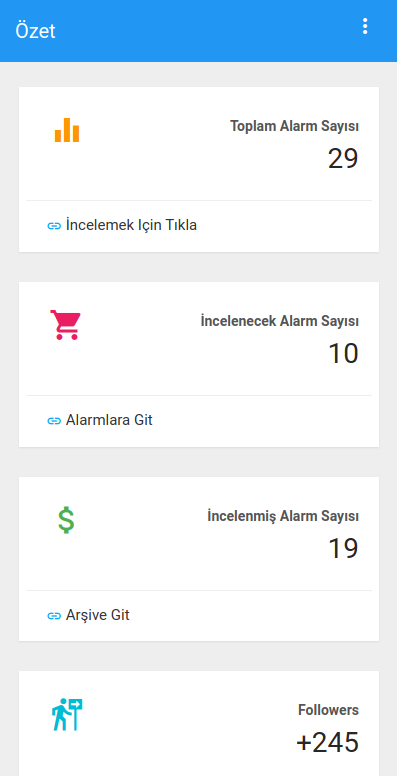 Özet
Toplam Alarm Sayısı
29
İncelemek Için Tıkla
İncelenecek Alarm Sayısı
10
Alarmlara Git
İncelenmiş Alarm Sayısı
19
Arşive Git
Followers
+245